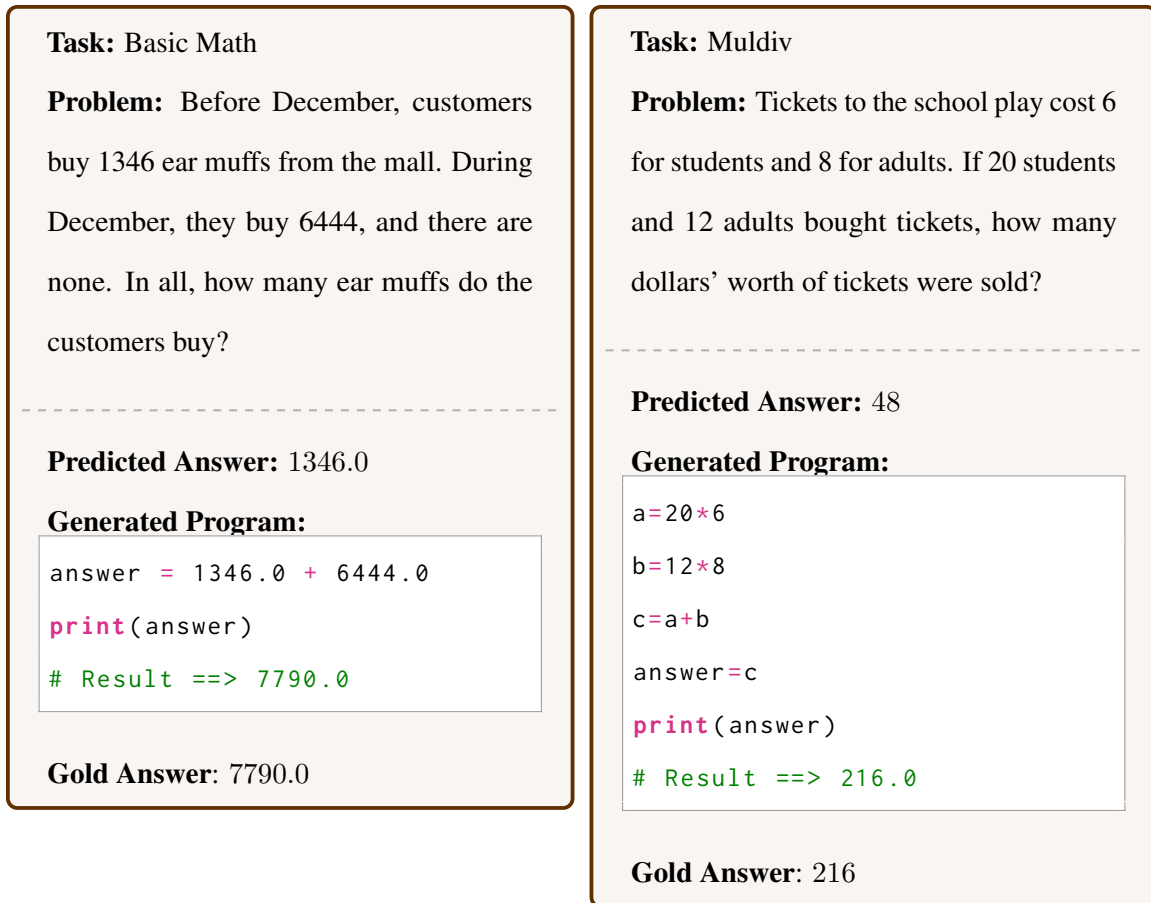 Task: Basic Math
Problem: Before December, customers
buy 1346 ear muffs from the mall. During
December, they buy 6444, and there are
none. In all, how many ear muffs do the
customers buy?
Predicted Answer: 1346.0
Generated Program:
answer = 1346.0 + 6444.0
print(answer)
# Result ==> 7790.0
Gold Answer: 7790.0
Task: Muldiv
Problem: Tickets to the school play cost 6
for students and 8 for adults. If 20 students
and 12 adults bought tickets, how many
dollars’ worth of tickets were sold?
Predicted Answer: 48
Generated Program:
a=20*6
b=12*8
c=a+b
answer=c
print(answer)
# Result ==> 216.0
Gold Answer: 216